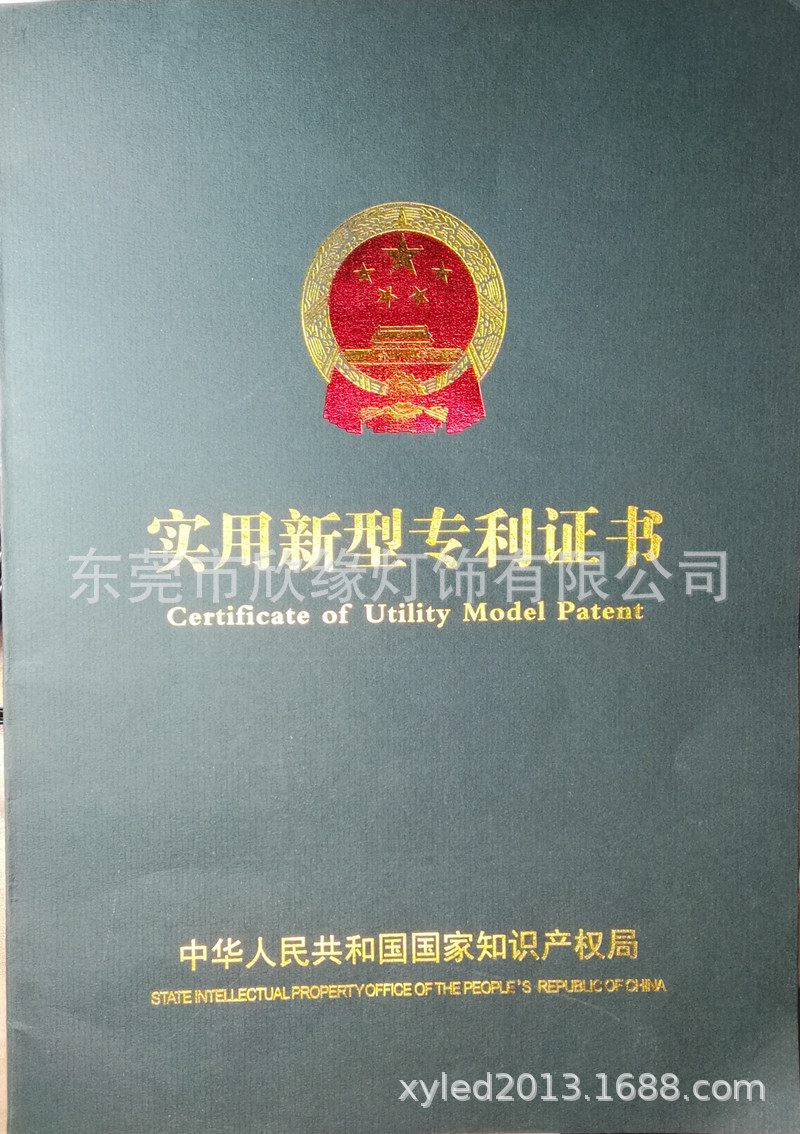 实用新型专利证书
东莞市欣缘灯饰有限公司
Certificate of Utility Model Patent
中华人民共和国国家知识产权局
STATE INTELLECTUAL PROPERTY OFFICE OF THE PEOPLE'S REPUBLIC OF CHINA
xyled2013.1688.com